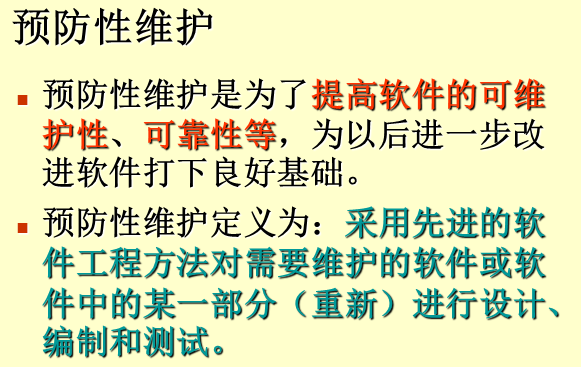 预防性维护
预防性维护是为了提高软件的可维
护性、可靠性等，为以后进一步改
进软件打下良好基础。
预防性维护定义为：采用先进的软
件工程方法对需要维护的软件或软
件中的某一部分（重新）进行设计、
编制和测试。